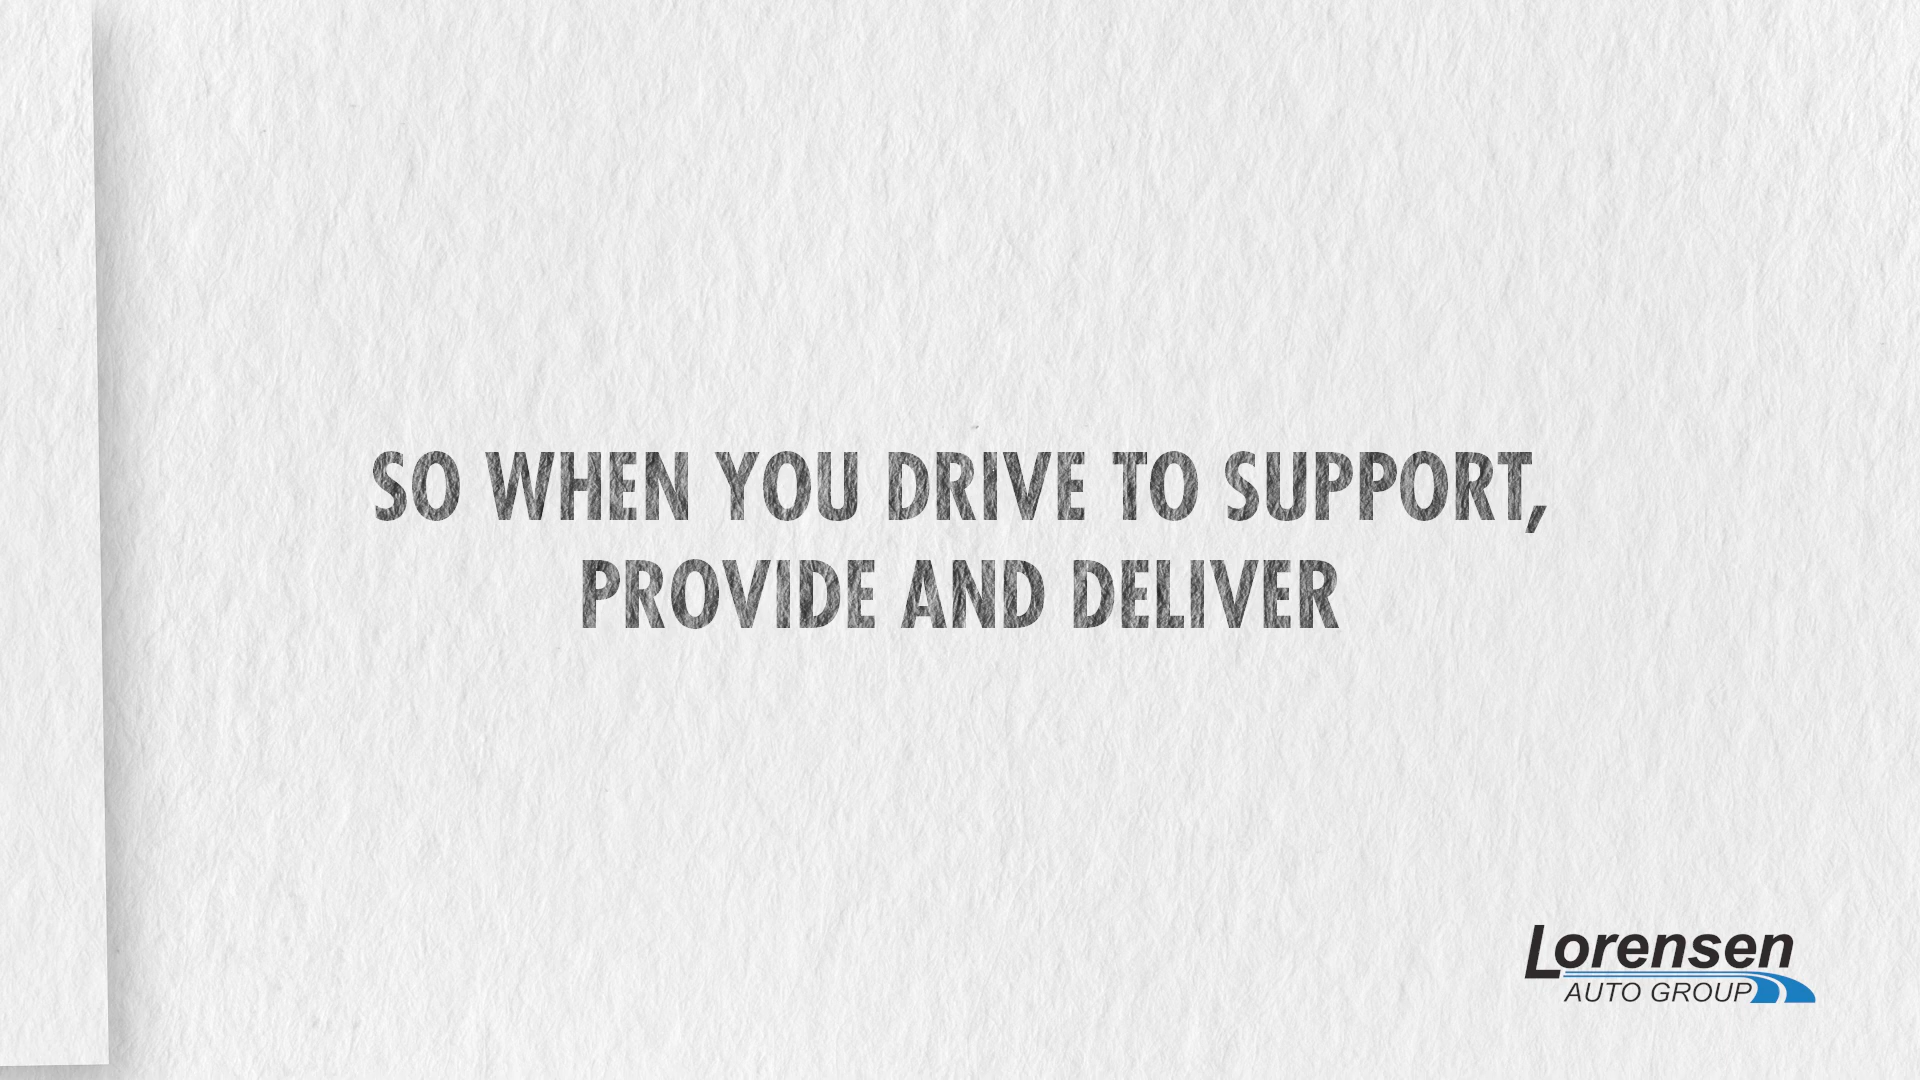 SO WHEN YOU DRIVE TO SUPPORT,
PROVIDE AND DELIVER
Lorensen
AUTO GROUP